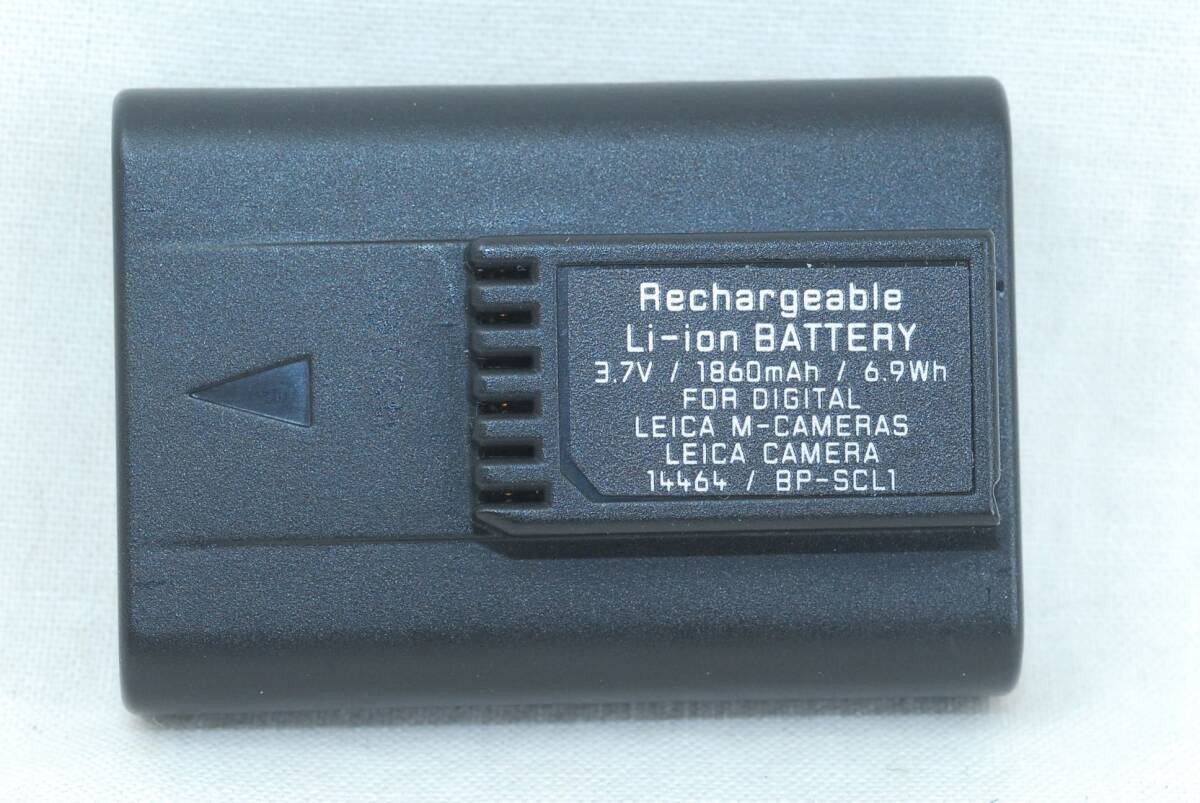 Rechargeable
Li-ion BATTERY
3.7V / 1860mAh / 6.9Wh
FOR DIGITAL
LEICA M-CAMERAS
LEICA CAMERA
14464 / BP-SCL1